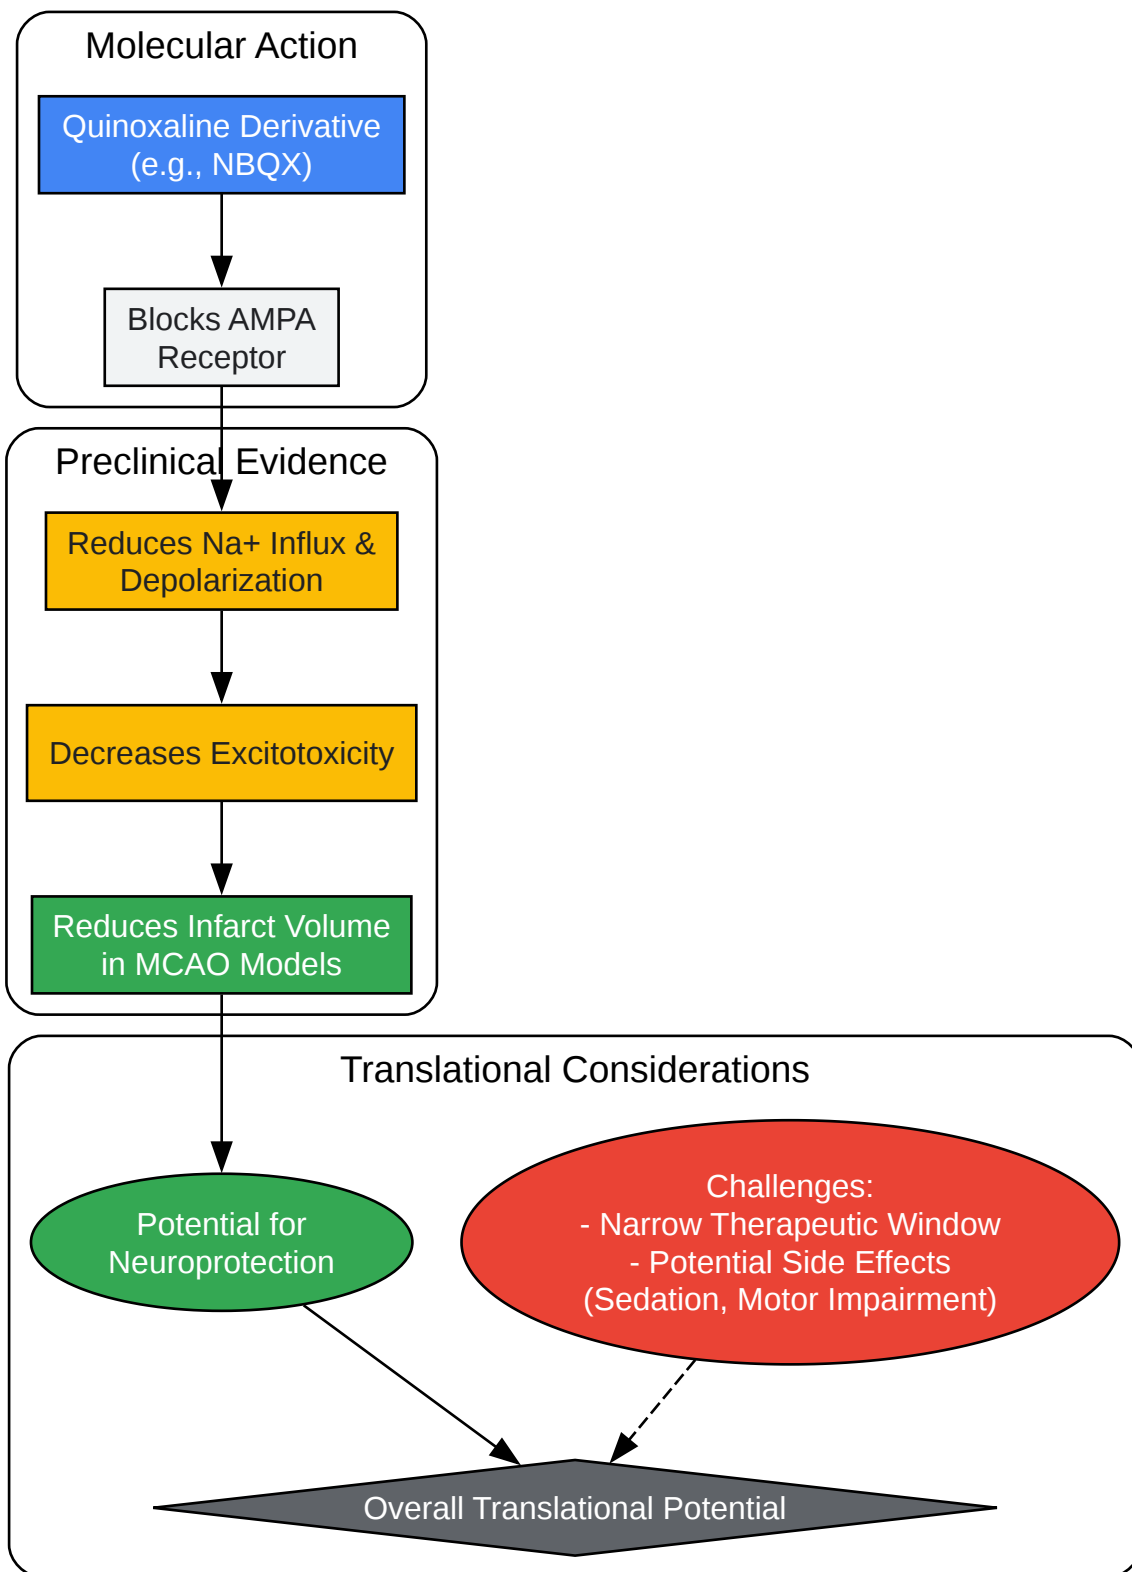 Molecular Action
Quinoxaline Derivative
(e.g., NBQX)
Blocks AMPA
Receptor
Preclinical Evidence
Reduces Na+ Influx &
Depolarization
Decreases Excitotoxicity
Reduces Infarct Volume
in MCAO Models
Translational Considerations
Potential for
Neuroprotection
Challenges:
- Narrow Therapeutic Window
- Potential Side Effects
(Sedation, Motor Impairment)
Overall Translational Potential